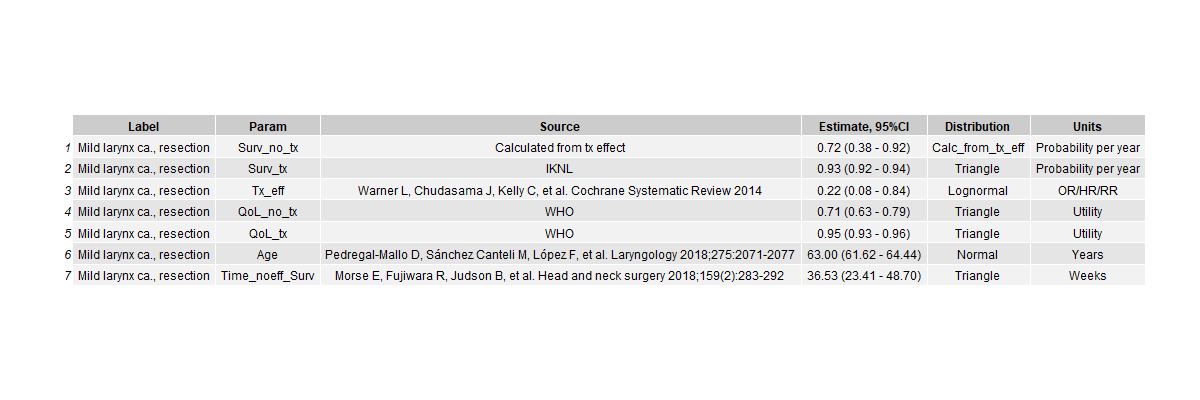 Label Param Source Estimate, 95%CI Distribution Units
1 Mild larynx ca., resection Surv_no_tx Calculated from tx effect 0.72 (0.38 - 0.92) Calc_from_tx_eff Probability per year
2 Mild larynx ca., resection Surv_tx IKNL 0.93 (0.92 - 0.94) Triangle Probability per year
3 Mild larynx ca., resection Tx_eff Warner L, Chudasama J, Kelly C, et al. Cochrane Systematic Review 2014 0.22 (0.08 - 0.84) Lognormal OR/HR/RR
4 Mild larynx ca., resection QoL_no_tx WHO 0.71 (0.63 - 0.79) Triangle Utility
5 Mild larynx ca., resection QoL_tx WHO 0.95 (0.93 - 0.96) Triangle Utility
6 Mild larynx ca., resection Age Pedregal-Mallo D, Sánchez Canteli M, López F, et al. Laryngology 2018;275:2071-2077 63.00 (61.62 - 64.44) Normal Years
7 Mild larynx ca., resection Time_noeff_Surv Morse E, Fujiwara R, Judson B, et al. Head and neck surgery 2018;159(2):283-292 36.53 (23.41 - 48.70) Triangle Weeks